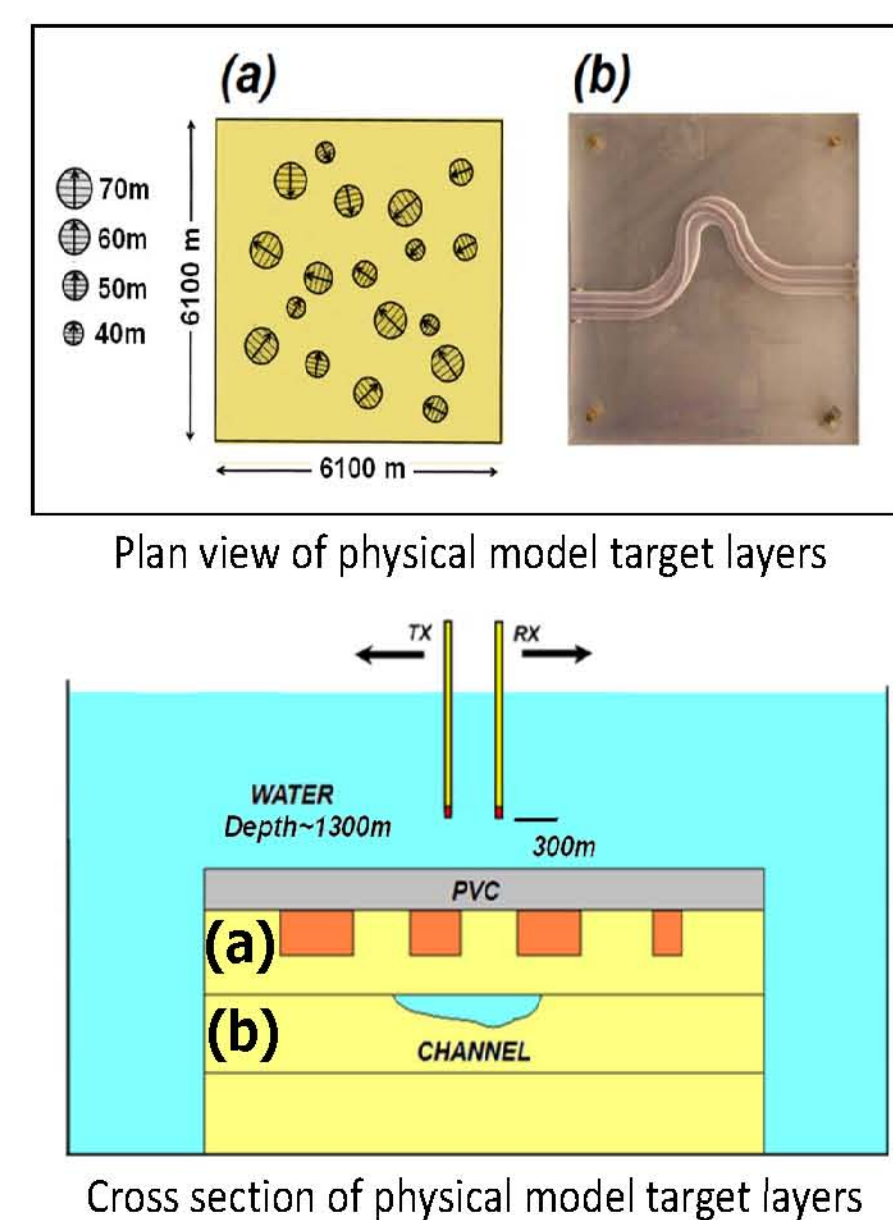 (a)
(b)
70m
60m
50m
40m
6100 m
6100 m
Plan view of physical model target layers
TX
RX
WATER
Depth~1300m
300m
PVC
(a)
(b)
CHANNEL
Cross section of physical model target layers